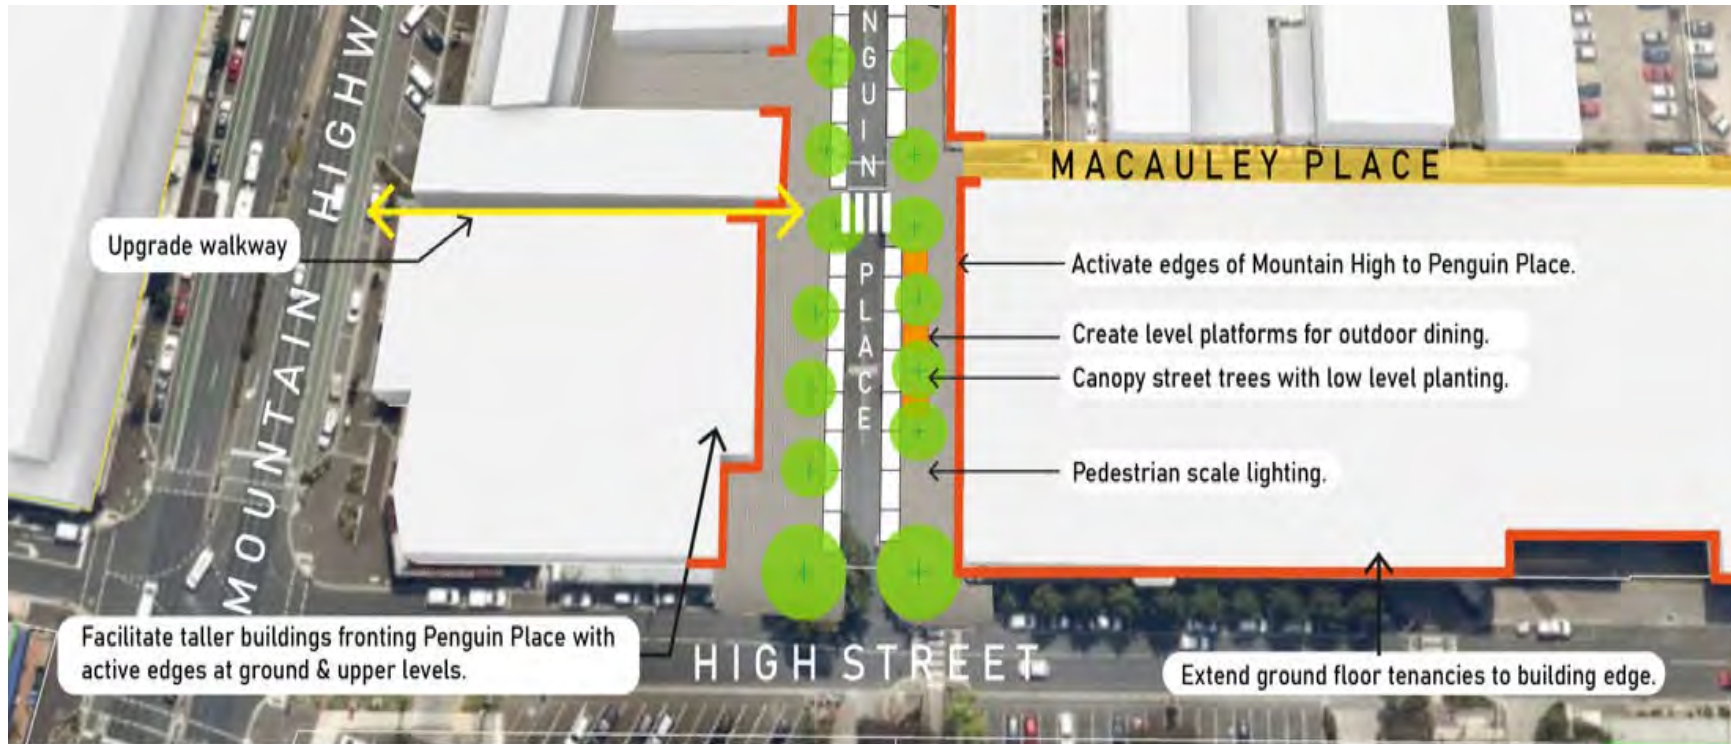 MOUNTAIN HIGHWA
NGUIN PLACE
MACAULEY PLACE
Upgrade walkway
Activate edges of Mountain High to Penguin Place.
Create level platforms for outdoor dining.
Canopy street trees with low level planting.
Pedestrian scale lighting.
Facilitate taller buildings fronting Penguin Place with
active edges at ground & upper levels.
HIGH STREET
Extend ground floor tenancies to building edge.